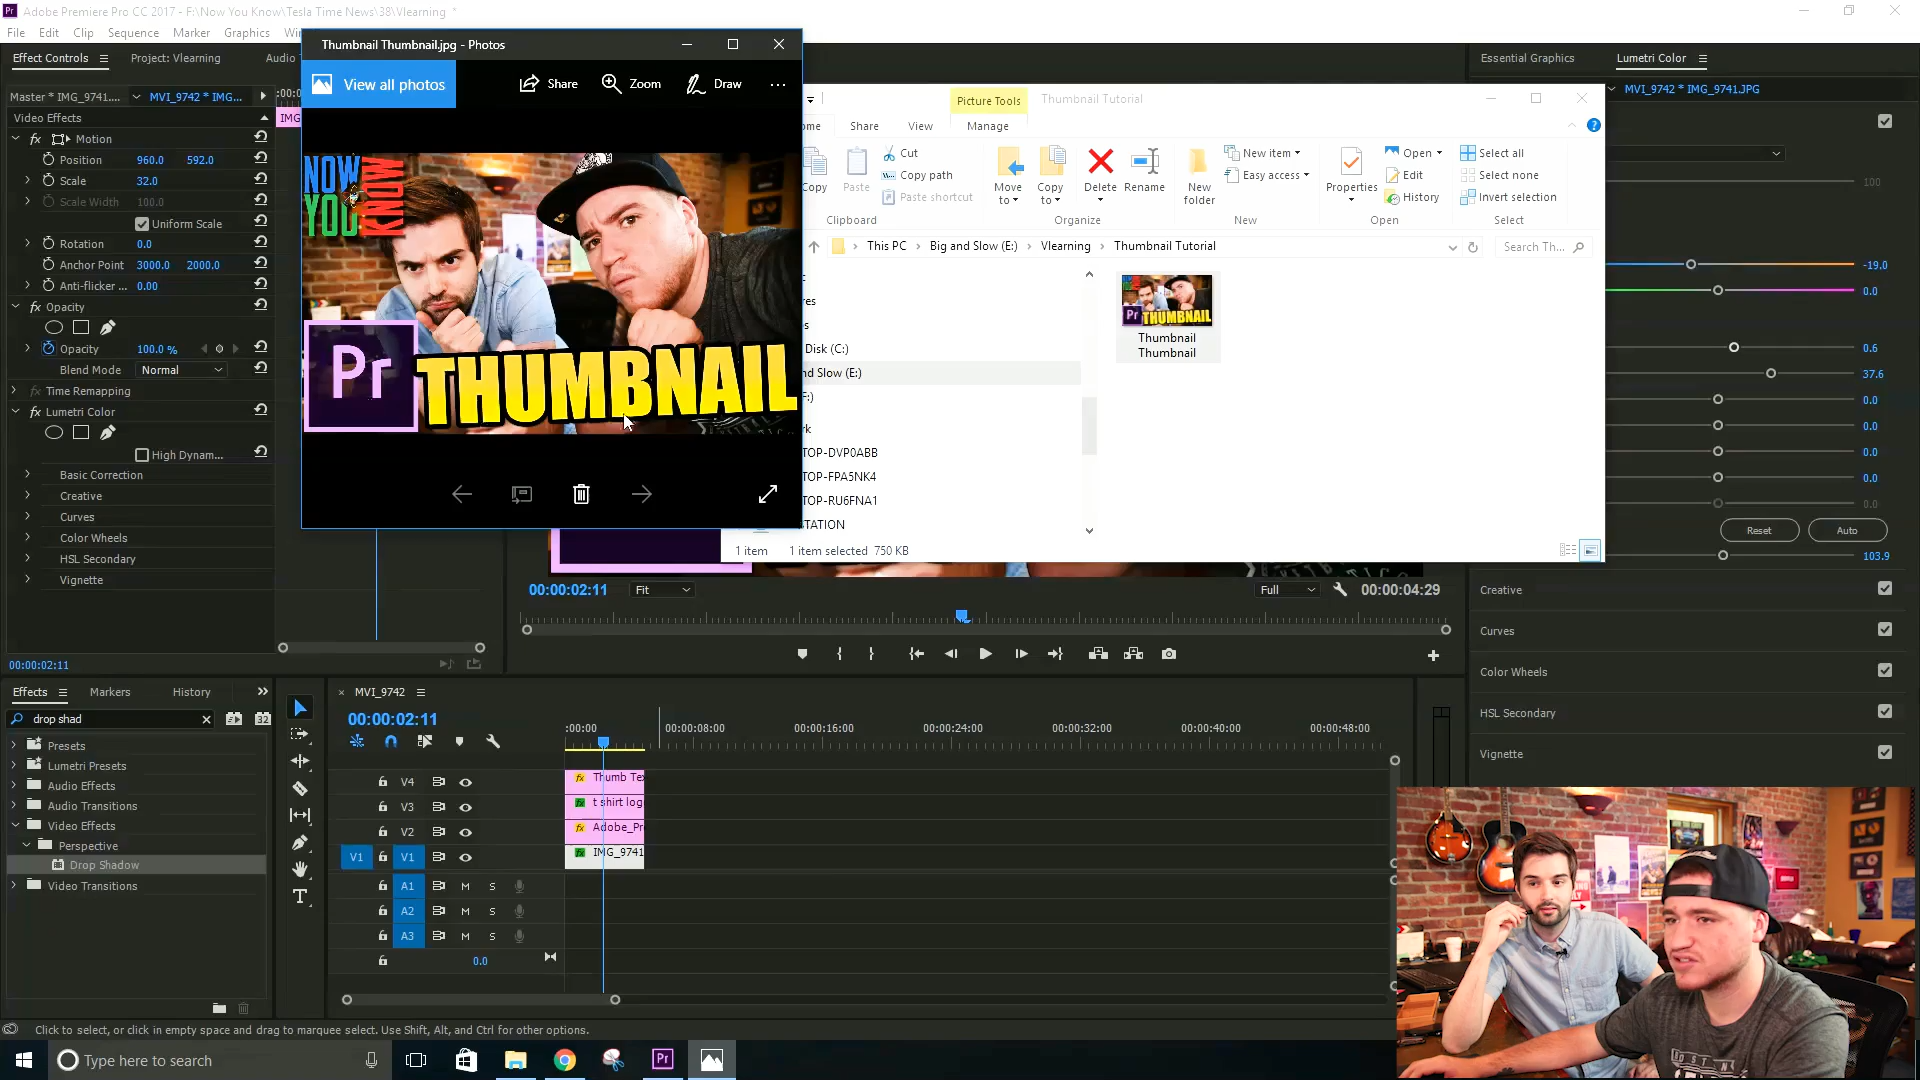 Adobe Premiere Pro CC 2017 - F:\Now You Know\Tesla Time News\38\Vlearning *
File Edit Clip Sequence Marker Graphics
Effect Controls Project: Vlearning Audio
Master * IMG_9741.... MVI_9742 * IMG...
Video Effects
Motion
Position 960.0 592.0
Scale 32.0
Scale Width 100.0
Uniform Scale
Rotation 0.0
Anchor Point 3000.0 2000.0
Anti-flicker ... 0.00
Opacity
Opacity 100.0 %
Blend Mode Normal
Time Remapping
Lumetri Color
High Dynam...
Basic Correction
Creative
Curves
Color Wheels
HSL Secondary
Vignette
00:00:02:11
Thumbnail Thumbnail.jpg - Photos
View all photos Share Zoom Draw ...
NOW
YOU
KNOW
Pr THUMBNAIL
Picture Tools Thumbnail Tutorial
Share View Manage
Copy Paste Cut
Copy path
Paste shortcut
Clipboard
Move to Copy to Delete Rename
Organize
New folder New item
Easy access
New
Properties Open
Edit
History
Open
Select all
Select none
Invert selection
Select
This PC > Big and Slow (E:) > Vlearning > Thumbnail Tutorial
Search Th...
Disk (C:)
nd Slow (E:)
TOP-DVP0ABB
TOP-FPA5NK4
TOP-RU6FNA1
TATION
Pr THUMBNAIL
Thumbnail
Thumbnail
1 item 1 item selected 750 KB
Essential Graphics Lumetri Color
MVI_9742 * IMG_9741.JPG
100
-19.0
0.0
0.6
37.6
0.0
0.0
0.0
0.0
0.0
Reset Auto
103.9
Creative
Curves
Color Wheels
HSL Secondary
Vignette
00:00:02:11 Fit Full 00:00:04:29
Effects Markers History
drop shad
32
Presets
Lumetri Presets
Audio Effects
Audio Transitions
Video Effects
Perspective
Drop Shadow
Video Transitions
MVI_9742
00:00:02:11
:00:00 00:00:08:00 00:00:16:00 00:00:24:00 00:00:32:00 00:00:40:00 00:00:48:00
V4 fx Thumb Te
V3 fx t shirt log
V2 fx Adobe_Pr
V1 V1 fx IMG_9741
A1 M S
A2 M S
A3 M S
0.0
Click to select, or click in empty space and drag to marquee select. Use Shift, Alt, and Ctrl for other options.
Type here to search
Pr